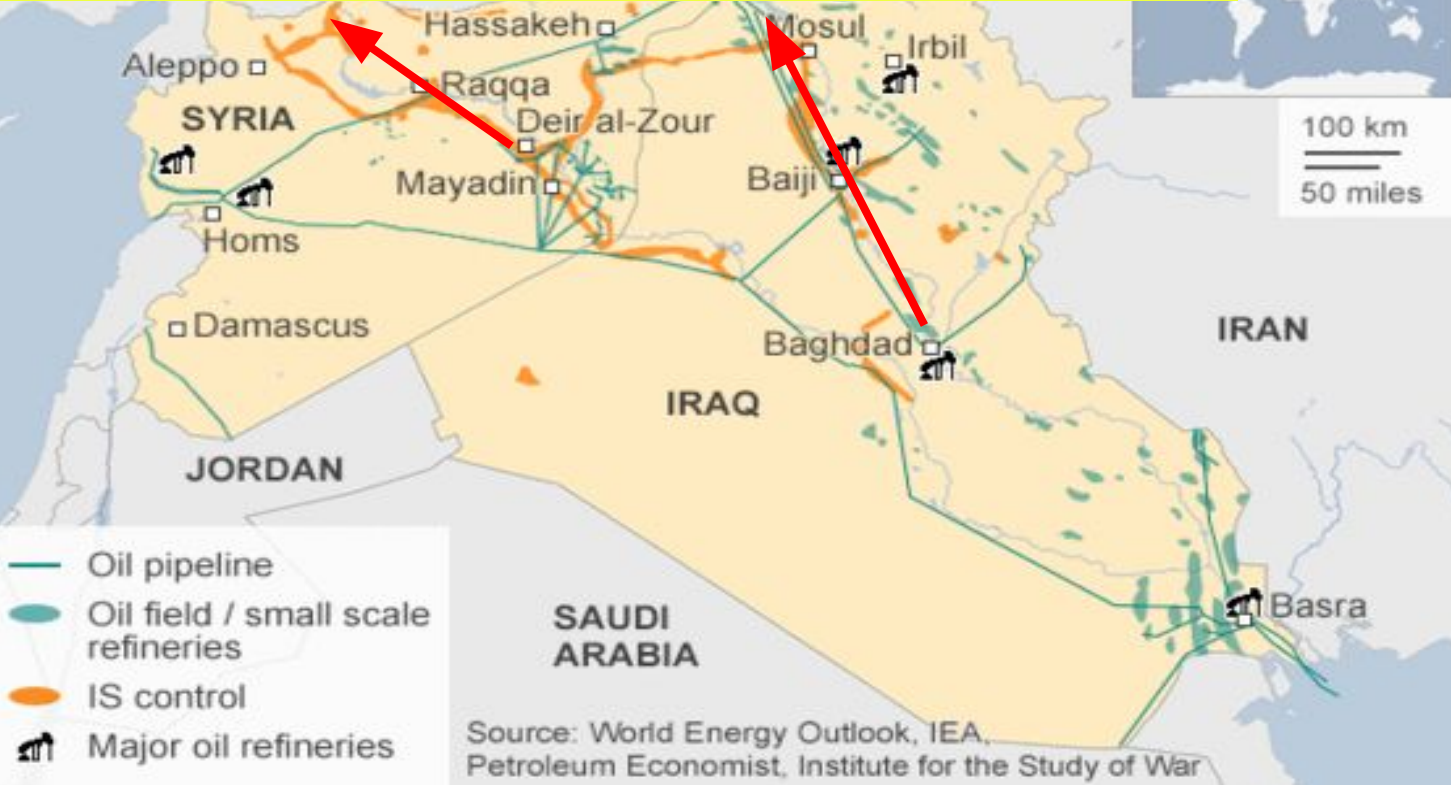 Hassakeh
Mosul
Irbil
Aleppo
Raqqa
SYRIA
Deir al-Zour
100 km
50 miles
Mayadin
Baiji
Homs
Damascus
Baghdad
IRAN
IRAQ
JORDAN
Oil pipeline
Oil field / small scale
refineries
IS control
Major oil refineries
SAUDI
ARABIA
Basra
Source: World Energy Outlook, IEA,
Petroleum Economist, Institute for the Study of War